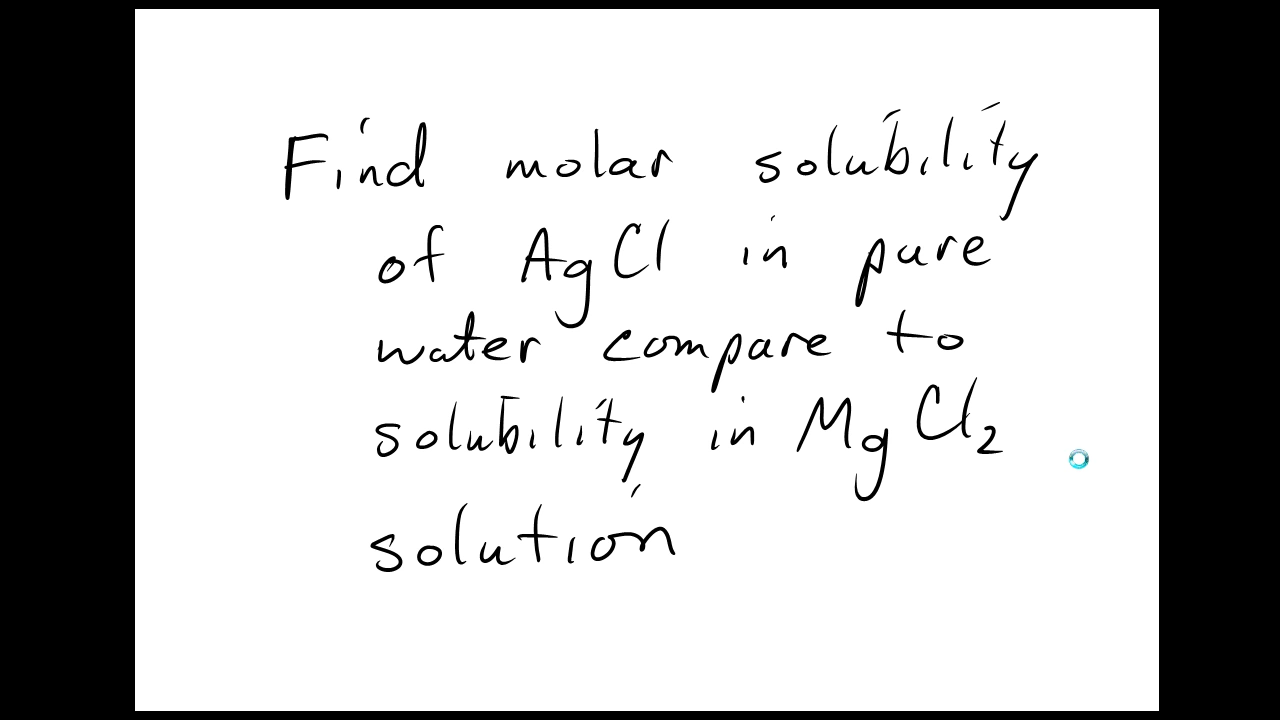 Find molar solubility
of AgCl in pure
water compare to
solubility in MgCl₂
solution